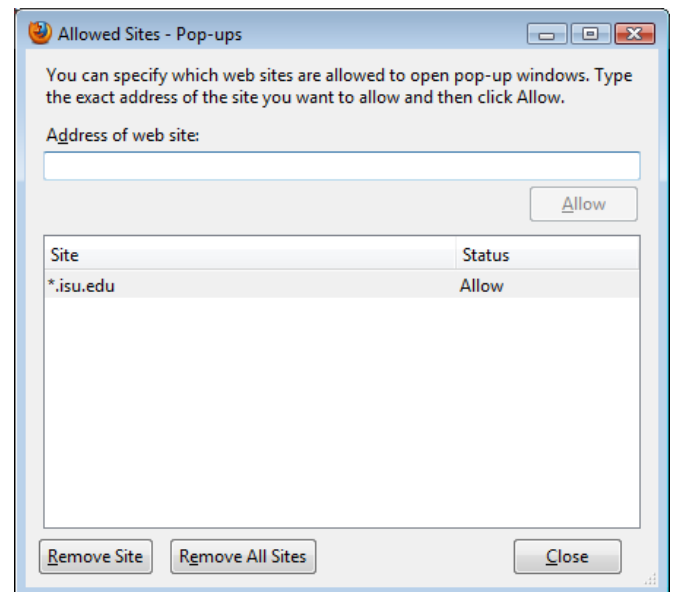 Allowed Sites - Pop-ups
You can specify which web sites are allowed to open pop-up windows. Type
the exact address of the site you want to allow and then click Allow.
Address of web site:
Allow
Site Status
*.isu.edu Allow
Remove Site Remove All Sites Close